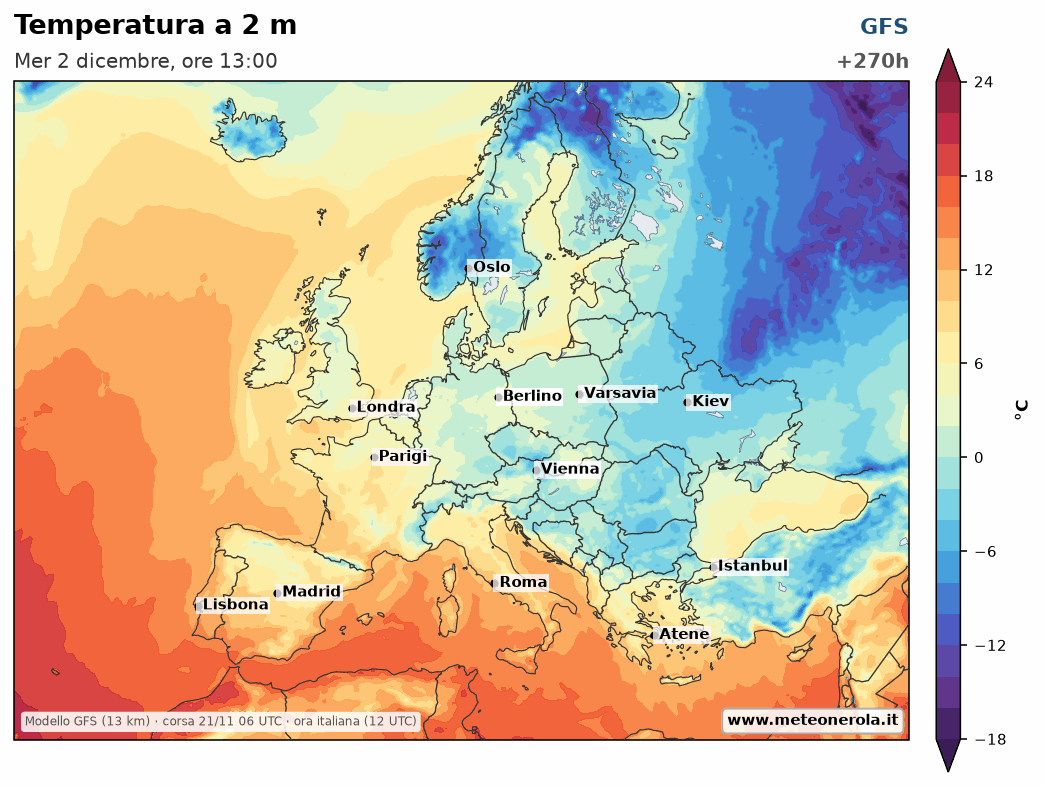 Temperatura a 2 m
GFS
Mer 2 dicembre, ore 13:00
+270h
24
18
12
6
0
−6
−12
−18
°C
Oslo
Berlino
Varsavia
Kiev
Londra
Parigi
Vienna
Istanbul
Roma
Madrid
Lisbona
Atene
Modello GFS (13 km) · corsa 21/11 06 UTC · ora italiana (12 UTC)
www.meteonerola.it